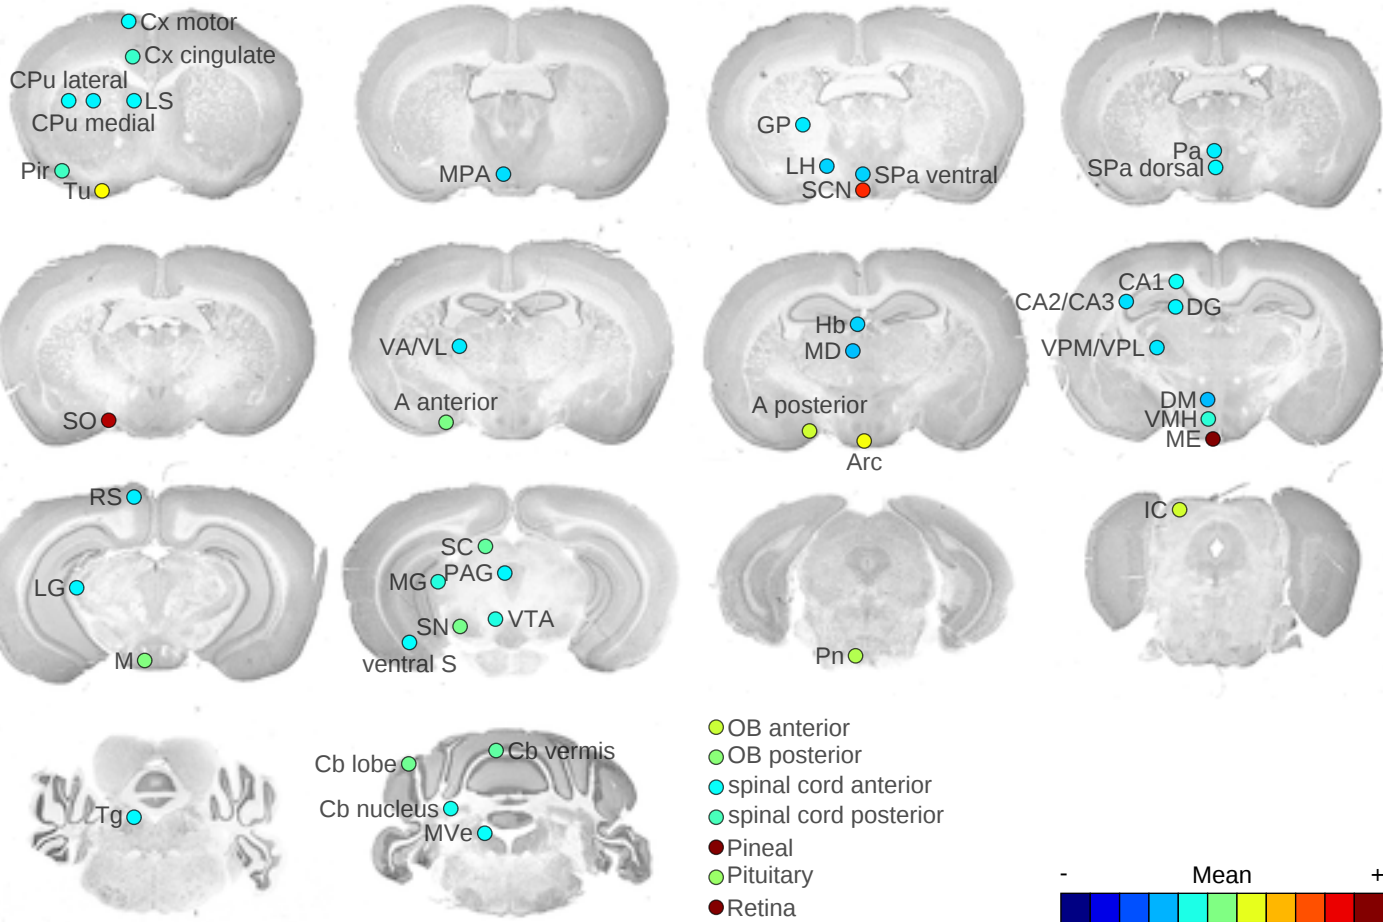 Cx motor
Cx cingulate
CPu lateral
LS
CPu medial
Pir
Tu
MPA
GP
LH
SPa ventral
SCN
Pa
SPa dorsal
SO
VA/VL
A anterior
Hb
MD
A posterior
Arc
CA1
CA2/CA3
DG
VPM/VPL
DM
VMH
ME
RS
LG
M
SC
MG
PAG
SN
VTA
ventral S
Pn
IC
Tg
Cb lobe
Cb vermis
Cb nucleus
MVe
OB anterior
OB posterior
spinal cord anterior
spinal cord posterior
Pineal
Pituitary
Retina
- Mean +